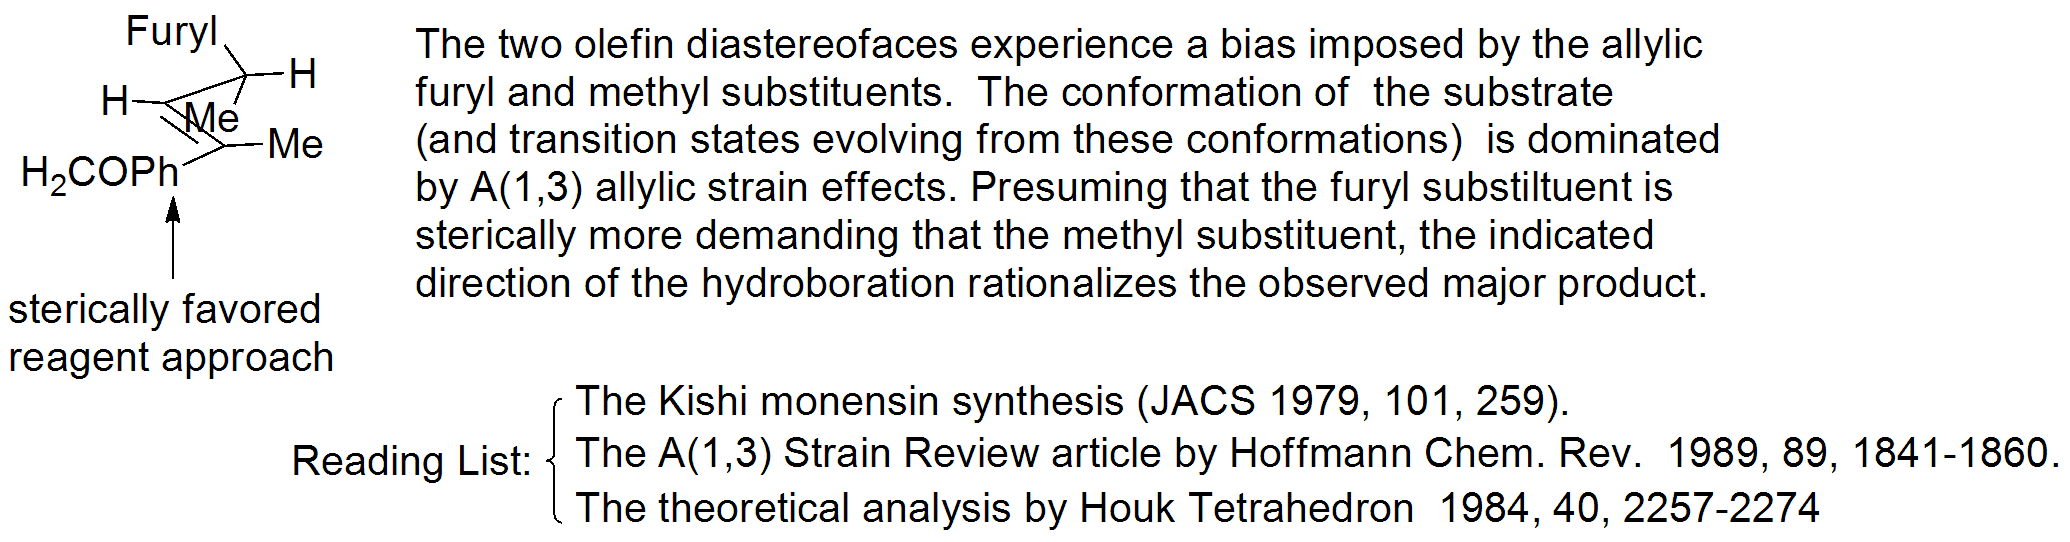 Furyl
H
H
Me
Me
H₂COPh
sterically favored
reagent approach
The two olefin diastereofaces experience a bias imposed by the allylic
furyl and methyl substituents. The conformation of the substrate
(and transition states evolving from these conformations) is dominated
by A(1,3) allylic strain effects. Presuming that the furyl substiltuent is
sterically more demanding that the methyl substituent, the indicated
direction of the hydroboration rationalizes the observed major product.
Reading List:
The Kishi monensin synthesis (JACS 1979, 101, 259).
The A(1,3) Strain Review article by Hoffmann Chem. Rev. 1989, 89, 1841-1860.
The theoretical analysis by Houk Tetrahedron 1984, 40, 2257-2274